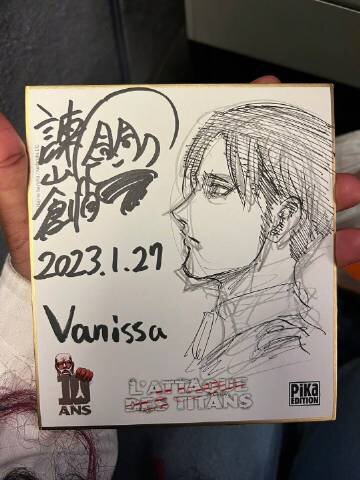 諫山創
2023.1.27
Vanissa
10
ANS
L'ATTAQUE
DES TITANS
Pika
EDITION